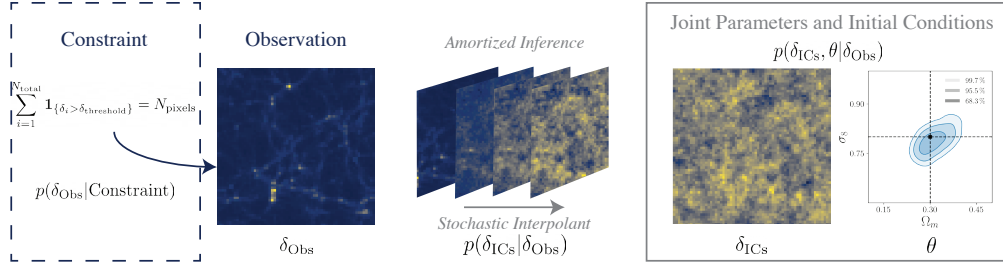 Constraint
N_total
∑ 1_{δ_i>δ_threshold} = N_pixels
i=1
p(δ_Obs|Constraint)
Observation
δ_Obs
Amortized Inference
Stochastic Interpolant
p(δ_ICs|δ_Obs)
Joint Parameters and Initial Conditions
p(δ_ICs, θ|δ_Obs)
δ_ICs
99.7 %
95.5 %
68.3 %
0.90
σ_8
0.75
0.15
0.30
0.45
Ω_m
θ